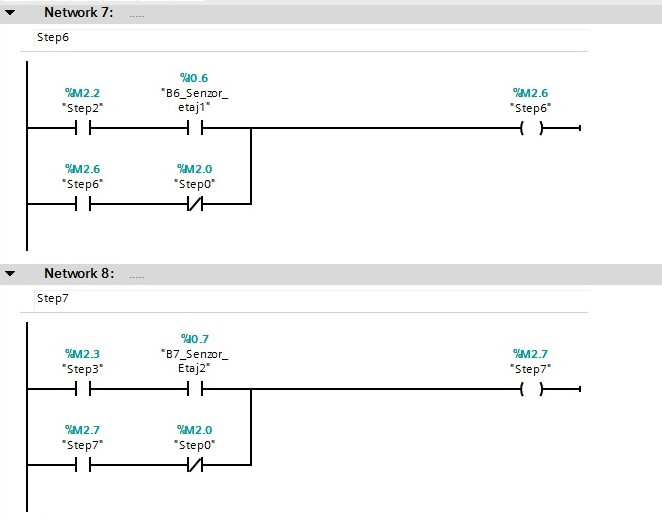 Network 7: .....
Step6
%I0.6
%M2.2 "B6_Senzor_ %M2.6
"Step2" etaj1" "Step6"
%M2.6 %M2.0
"Step6" "Step0"
Network 8: .....
Step7
%I0.7
%M2.3 "B7_Senzor_ %M2.7
"Step3" Etaj2" "Step7"
%M2.7 %M2.0
"Step7" "Step0"